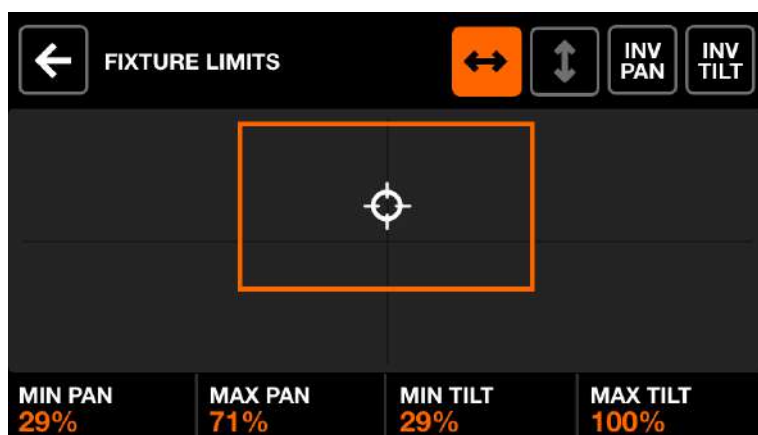 FIXTURE LIMITS
INV
PAN
INV
TILT
MIN PAN
29%
MAX PAN
71%
MIN TILT
29%
MAX TILT
100%